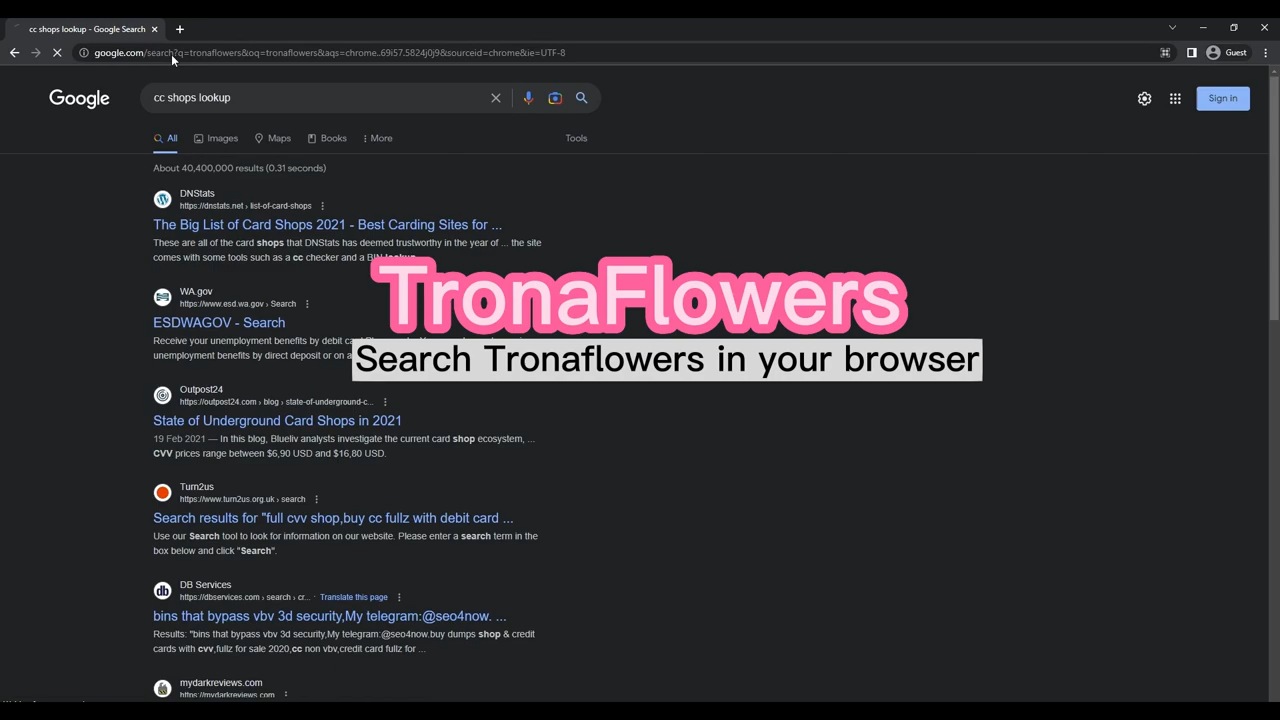 cc shops lookup - Google Search
google.com/search?q=tronaflowers&oq=tronaflowers&aqs=chrome..69i57.5824j0j9&sourceid=chrome&ie=UTF-8
Guest
Google
cc shops lookup
Sign in
All
Images
Maps
Books
More
Tools
About 40,400,000 results (0.31 seconds)
DNStats
https://dnstats.net › list-of-card-shops
The Big List of Card Shops 2021 - Best Carding Sites for ...
These are all of the card shops that DNStats has deemed trustworthy in the year of ... the site
comes with some tools such as a cc checker and a BIN lookup
TronaFlowers
WA.gov
https://www.esd.wa.gov › Search
ESDWAGOV - Search
Receive your unemployment benefits by debit
unemployment benefits by direct deposit or on a
Search Tronaflowers in your browser
Outpost24
https://outpost24.com › blog › state-of-underground-c...
State of Underground Card Shops in 2021
19 Feb 2021 — In this blog, Blueliv analysts investigate the current card shop ecosystem, ...
CVV prices range between $6,90 USD and $16,80 USD.
Turn2us
https://www.turn2us.org.uk › search
Search results for "full cvv shop,buy cc fullz with debit card ...
Use our Search tool to look for information on our website. Please enter a search term in the
box below and click "Search".
DB Services
https://dbservices.com › search › cr... · Translate this page
bins that bypass vbv 3d security,My telegram:@seo4now. ...
Results: "bins that bypass vbv 3d security,My telegram:@seo4now.buy dumps shop & credit
cards with cvv,fullz for sale 2020,cc non vbv,credit card fullz for ...
mydarkreviews.com
https://mydarkreviews.com